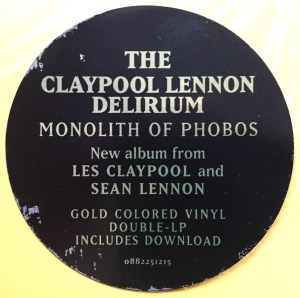 THE
CLAYPOOL LENNON
DELIRIUM
MONOLITH OF PHOBOS
New album from
LES CLAYPOOL and
SEAN LENNON
GOLD COLORED VINYL
DOUBLE-LP
INCLUDES DOWNLOAD
0882251215